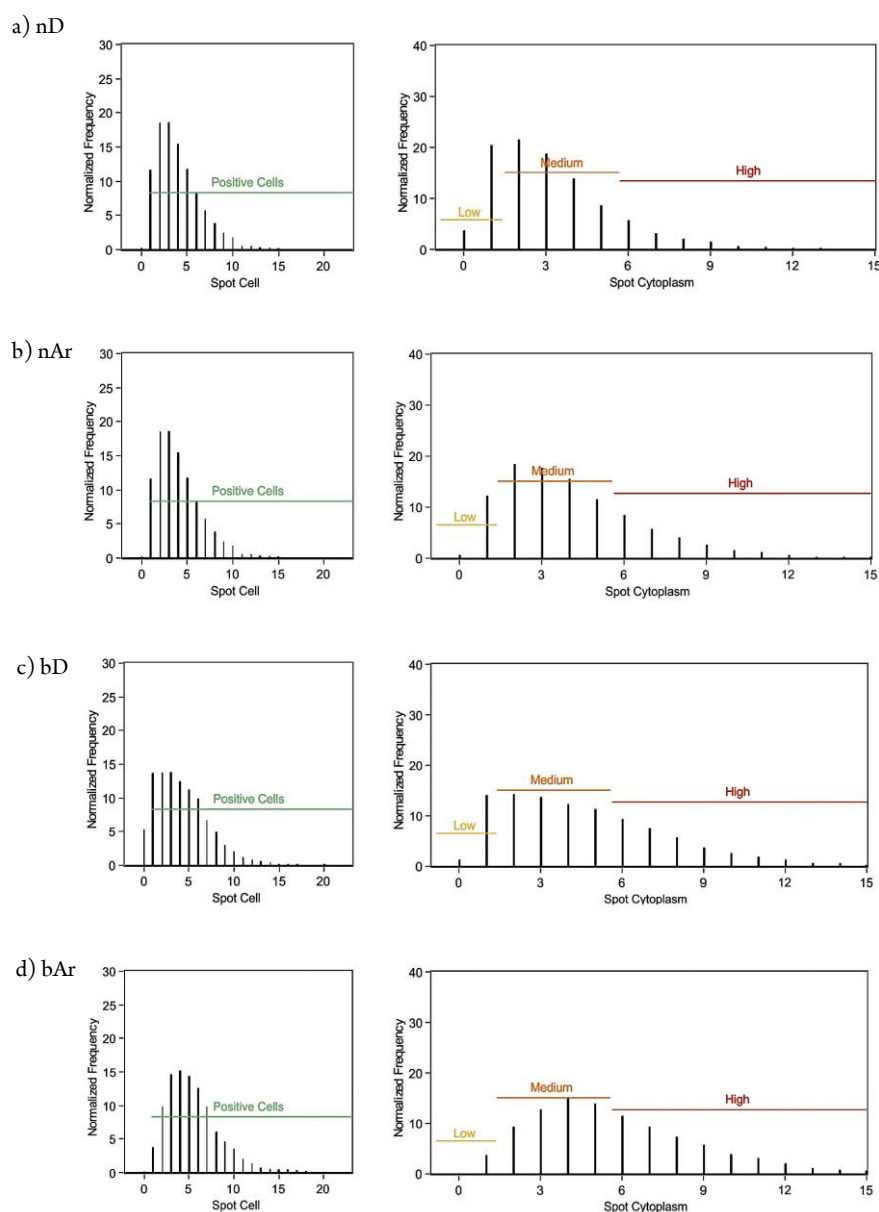 a) nD
Normalized Frequency
30
25
20
15
10
5
0
Positive Cells
0 5 10 15 20
Spot Cell
Normalized Frequency
40
30
20
10
0
Low
Medium
High
0 3 6 9 12 15
Spot Cytoplasm
b) nAr
Normalized Frequency
30
25
20
15
10
5
0
Positive Cells
0 5 10 15 20
Spot Cell
Normalized Frequency
40
30
20
10
0
Low
Medium
High
0 3 6 9 12 15
Spot Cytoplasm
c) bD
Normalized Frequency
30
25
20
15
10
5
0
Positive Cells
0 10 20
Spot Cell
Normalized Frequency
40
30
20
10
0
Low
Medium
High
0 3 6 9 12 15
Spot Cytoplasm
d) bAr
Normalized Frequency
30
25
20
15
10
5
0
Positive Cells
0 5 10 15 20
Spot Cell
Normalized Frequency
40
30
20
10
0
Low
Medium
High
0 3 6 9 12 15
Spot Cytoplasm